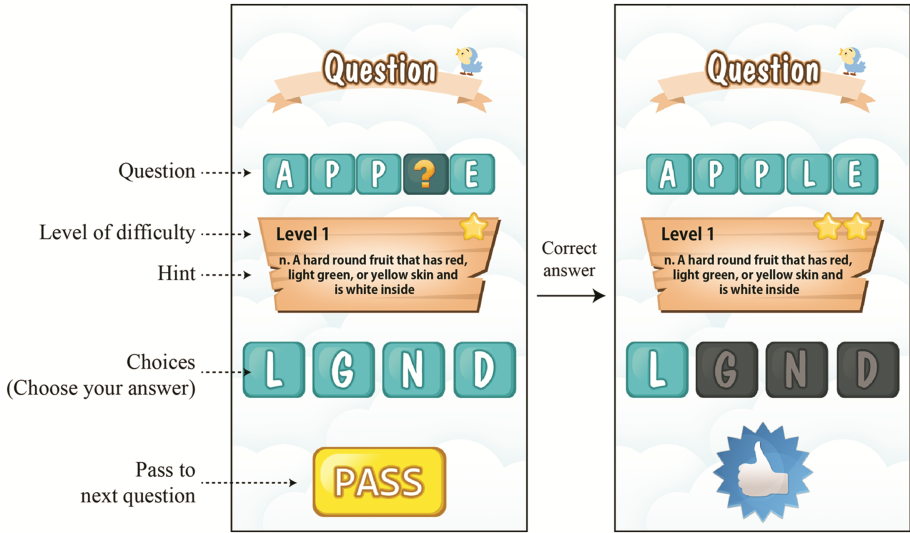 Question
Question
Question
A P P ? E
A P P L E
Level of difficulty
Level 1
Level 1
Hint
n. A hard round fruit that has red,
light green, or yellow skin and
is white inside
Correct
answer
n. A hard round fruit that has red,
light green, or yellow skin and
is white inside
Choices
(Choose your answer)
L G N D
L G N D
Pass to
next question
PASS